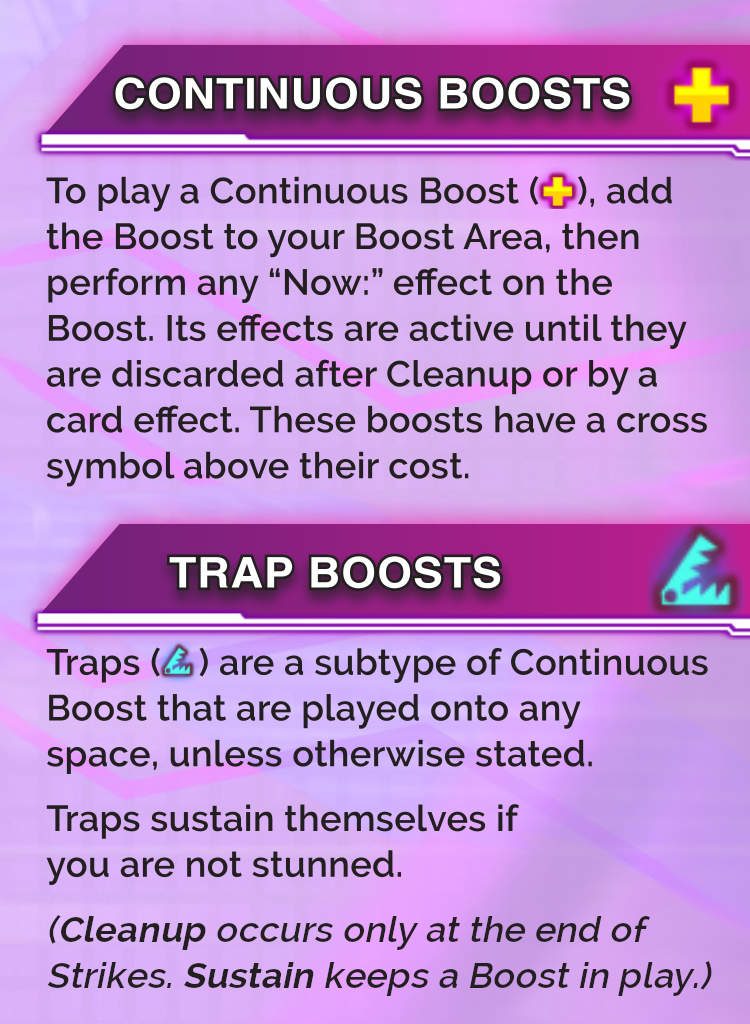 CONTINUOUS BOOSTS
To play a Continuous Boost (✚), add
the Boost to your Boost Area, then
perform any “Now:” effect on the
Boost. Its effects are active until they
are discarded after Cleanup or by a
card effect. These boosts have a cross
symbol above their cost.
TRAP BOOSTS
Traps () are a subtype of Continuous
Boost that are played onto any
space, unless otherwise stated.
Traps sustain themselves if
you are not stunned.
(Cleanup occurs only at the end of
Strikes. Sustain keeps a Boost in play.)